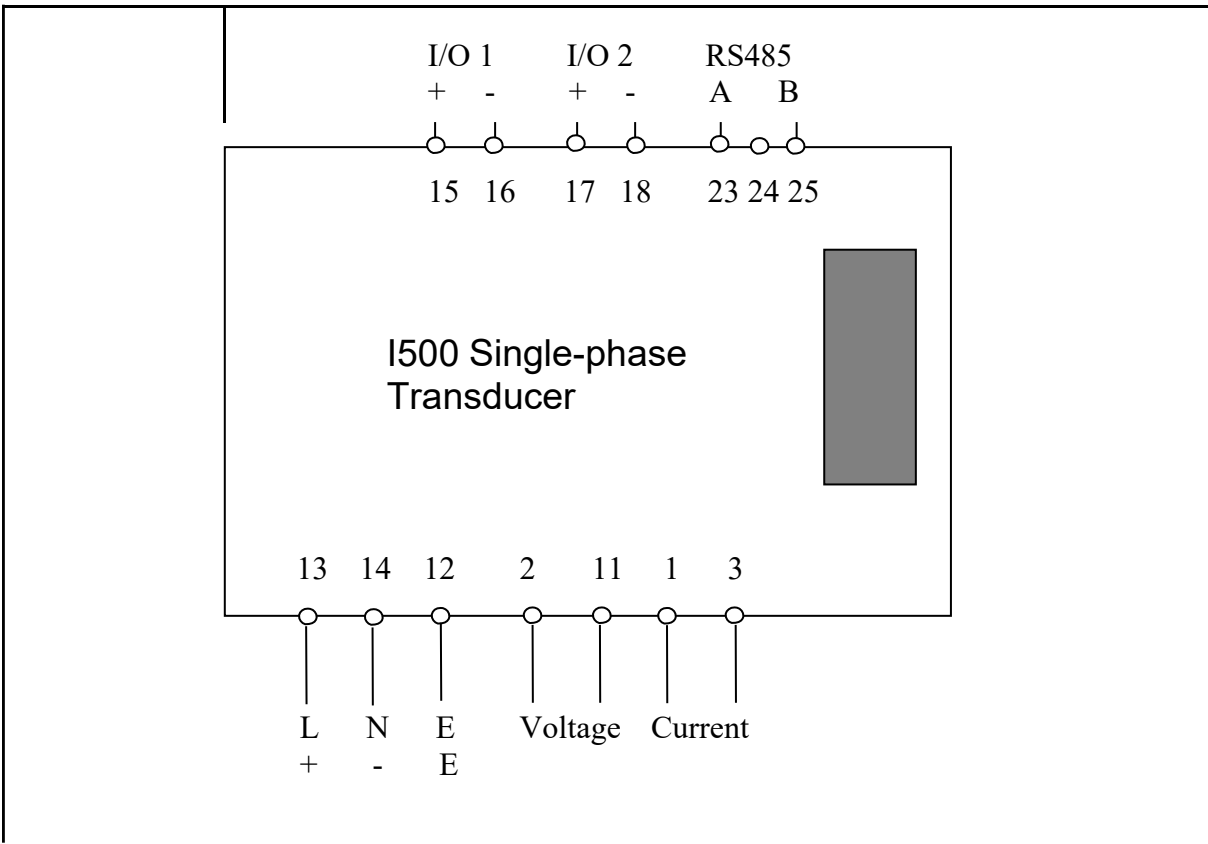 I/O 1 I/O 2 RS485
+ - + - A B
15 16 17 18 23 24 25
I500 Single-phase
Transducer
13 14 12 2 11 1 3
L N E Voltage Current
+ - E